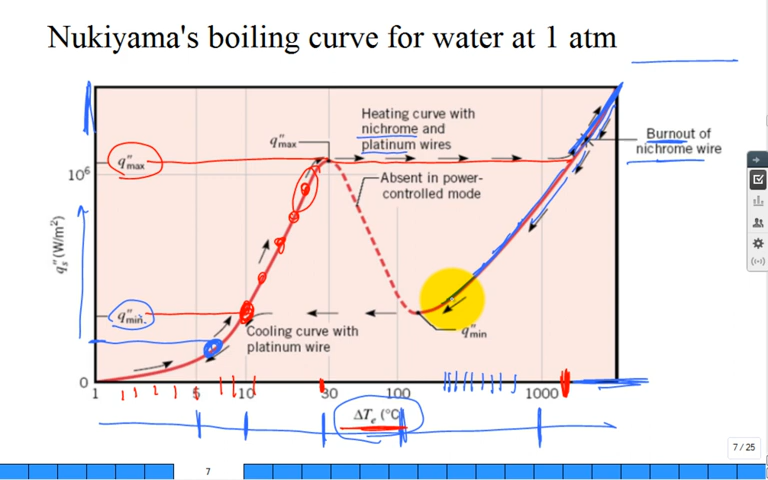 Nukiyama's boiling curve for water at 1 atm
Heating curve with
nichrome and
platinum wires
q"max
q"max
Burnout of
nichrome wire
10^6
Absent in power-
controlled mode
q"s (W/m²)
q"min
Cooling curve with
platinum wire
q"min
0
1 5 10 30 100 1000
ΔTe (°C)
7 / 25
7